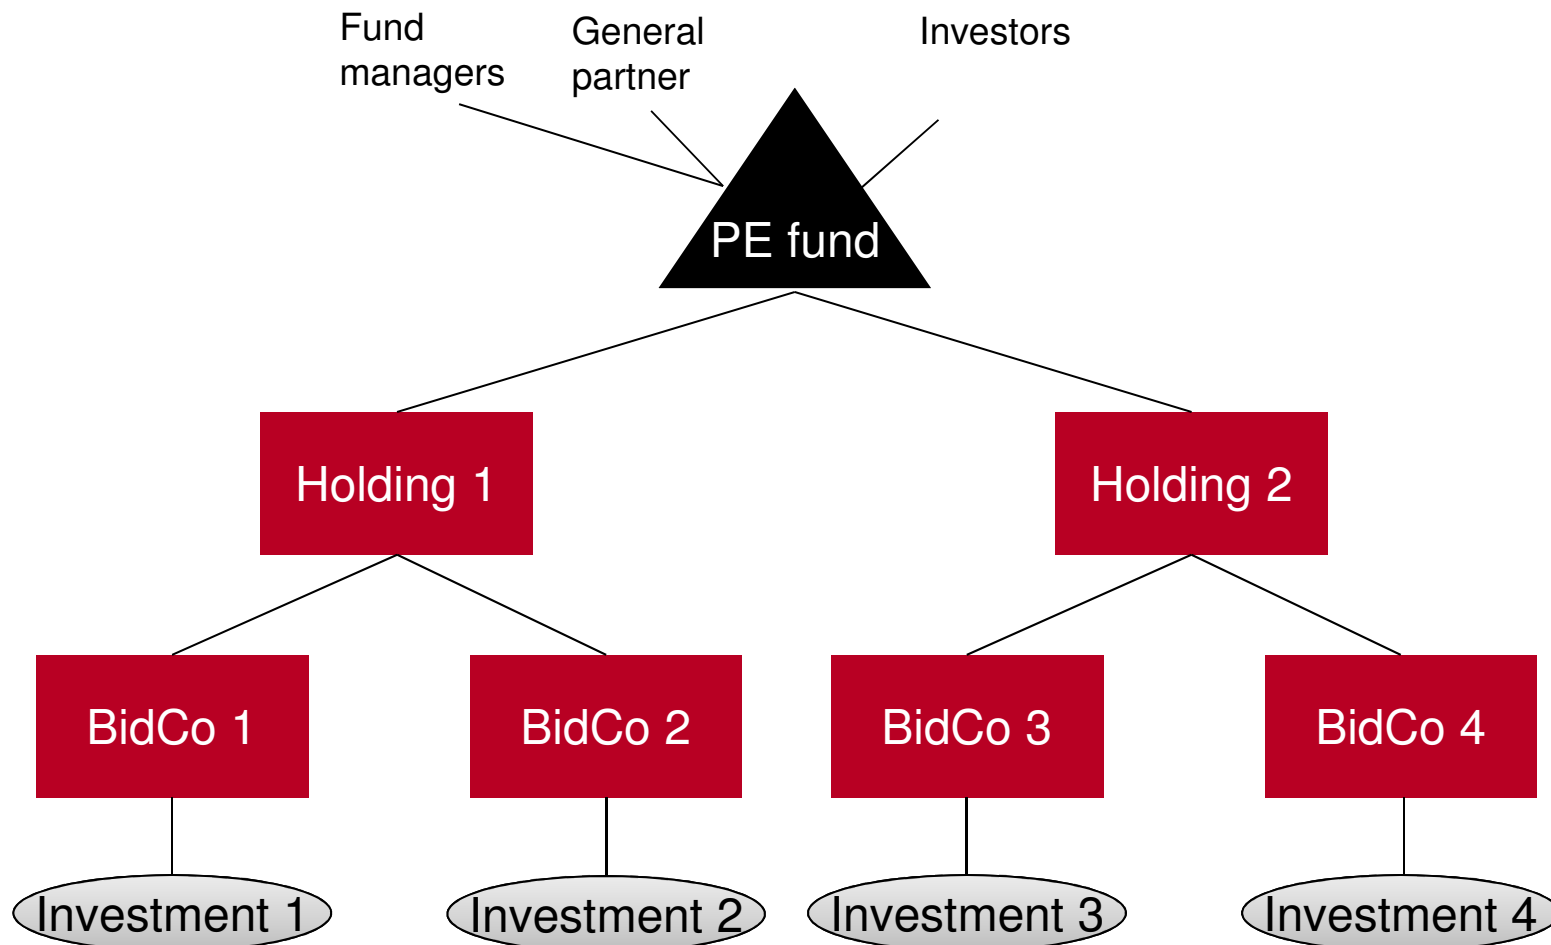 Fund
managers
General
partner
Investors
PE fund
Holding 1
Holding 2
BidCo 1
BidCo 2
BidCo 3
BidCo 4
Investment 1
Investment 2
Investment 3
Investment 4